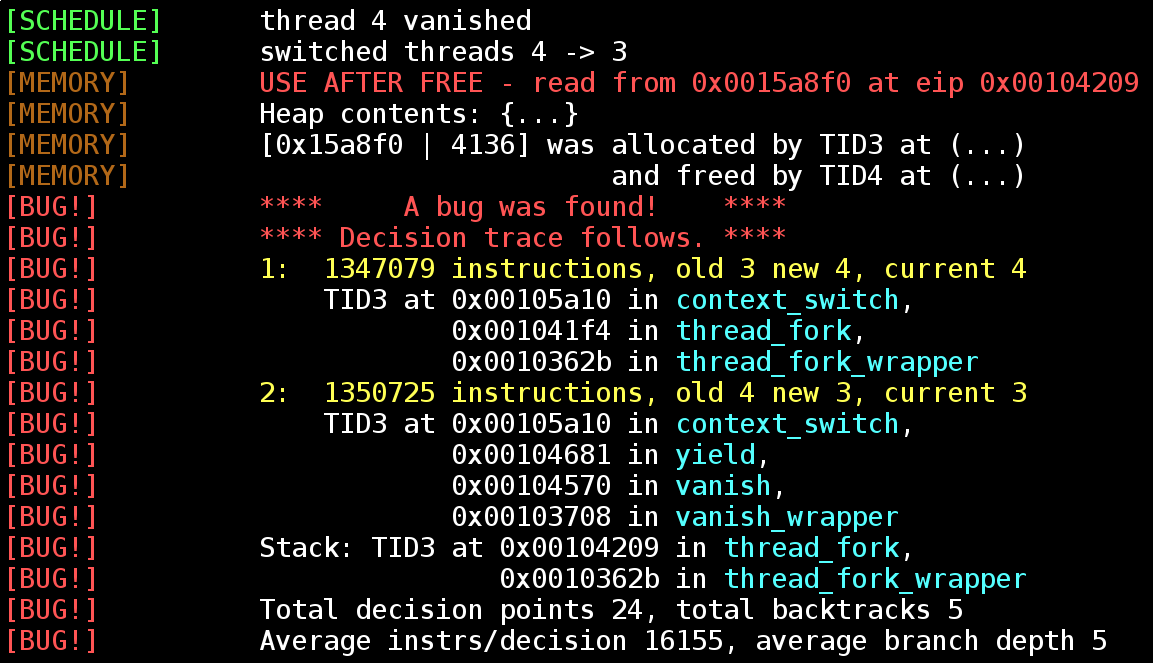 [SCHEDULE] thread 4 vanished
[SCHEDULE] switched threads 4 -> 3
[MEMORY] USE AFTER FREE - read from 0x0015a8f0 at eip 0x00104209
[MEMORY] Heap contents: {...}
[MEMORY] [0x15a8f0 | 4136] was allocated by TID3 at (...)
[MEMORY] and freed by TID4 at (...)
[BUG!] **** A bug was found! ****
[BUG!] **** Decision trace follows. ****
[BUG!] 1: 1347079 instructions, old 3 new 4, current 4
[BUG!] TID3 at 0x00105a10 in context_switch,
[BUG!] 0x001041f4 in thread_fork,
[BUG!] 0x0010362b in thread_fork_wrapper
[BUG!] 2: 1350725 instructions, old 4 new 3, current 3
[BUG!] TID3 at 0x00105a10 in context_switch,
[BUG!] 0x00104681 in yield,
[BUG!] 0x00104570 in vanish,
[BUG!] 0x00103708 in vanish_wrapper
[BUG!] Stack: TID3 at 0x00104209 in thread_fork,
[BUG!] 0x0010362b in thread_fork_wrapper
[BUG!] Total decision points 24, total backtracks 5
[BUG!] Average instrs/decision 16155, average branch depth 5